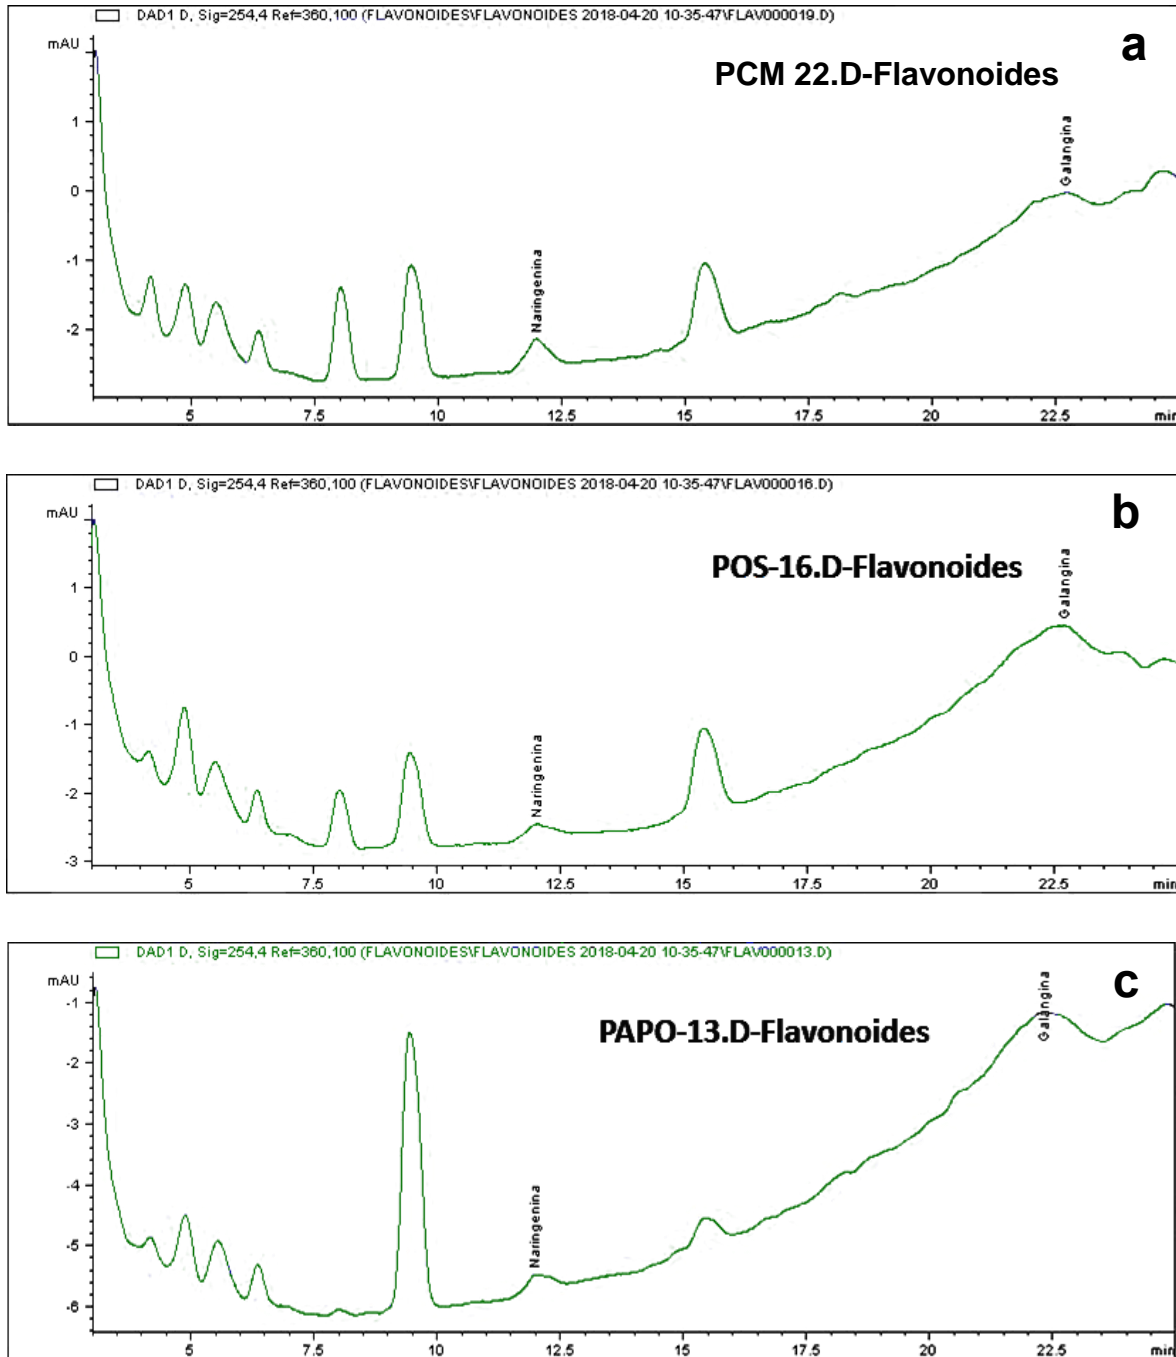 DAD1 D, Sig=254,4 Ref=360,100 (FLAVONOIDES\FLAVONOIDES 2018-04-20 10-35-47\FLAV000019.D)
mAU
a
PCM 22.D-Flavonoides
Galangina
1
0
Naringenina
-1
-2
5 7.5 10 12.5 15 17.5 20 22.5 min
DAD1 D, Sig=254,4 Ref=360,100 (FLAVONOIDES\FLAVONOIDES 2018-04-20 10-35-47\FLAV000016.D)
mAU
b
POS-16.D-Flavonoides
Galangina
1
0
-1
Naringenina
-2
-3
5 7.5 10 12.5 15 17.5 20 22.5 min
DAD1 D, Sig=254,4 Ref=360,100 (FLAVONOIDES\FLAVONOIDES 2018-04-20 10-35-47\FLAV000013.D)
mAU
c
-1
Galangina
PAPO-13.D-Flavonoides
-2
-3
-4
Naringenina
-5
-6
5 7.5 10 12.5 15 17.5 20 22.5 min